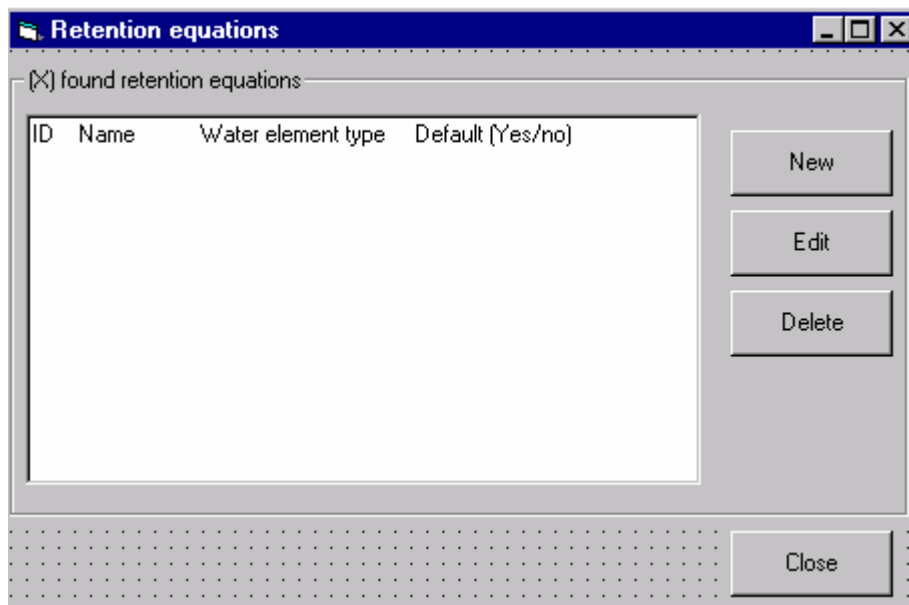 Retention equations
(X) found retention equations
ID Name Water element type Default (Yes/no)
New
Edit
Delete
Close